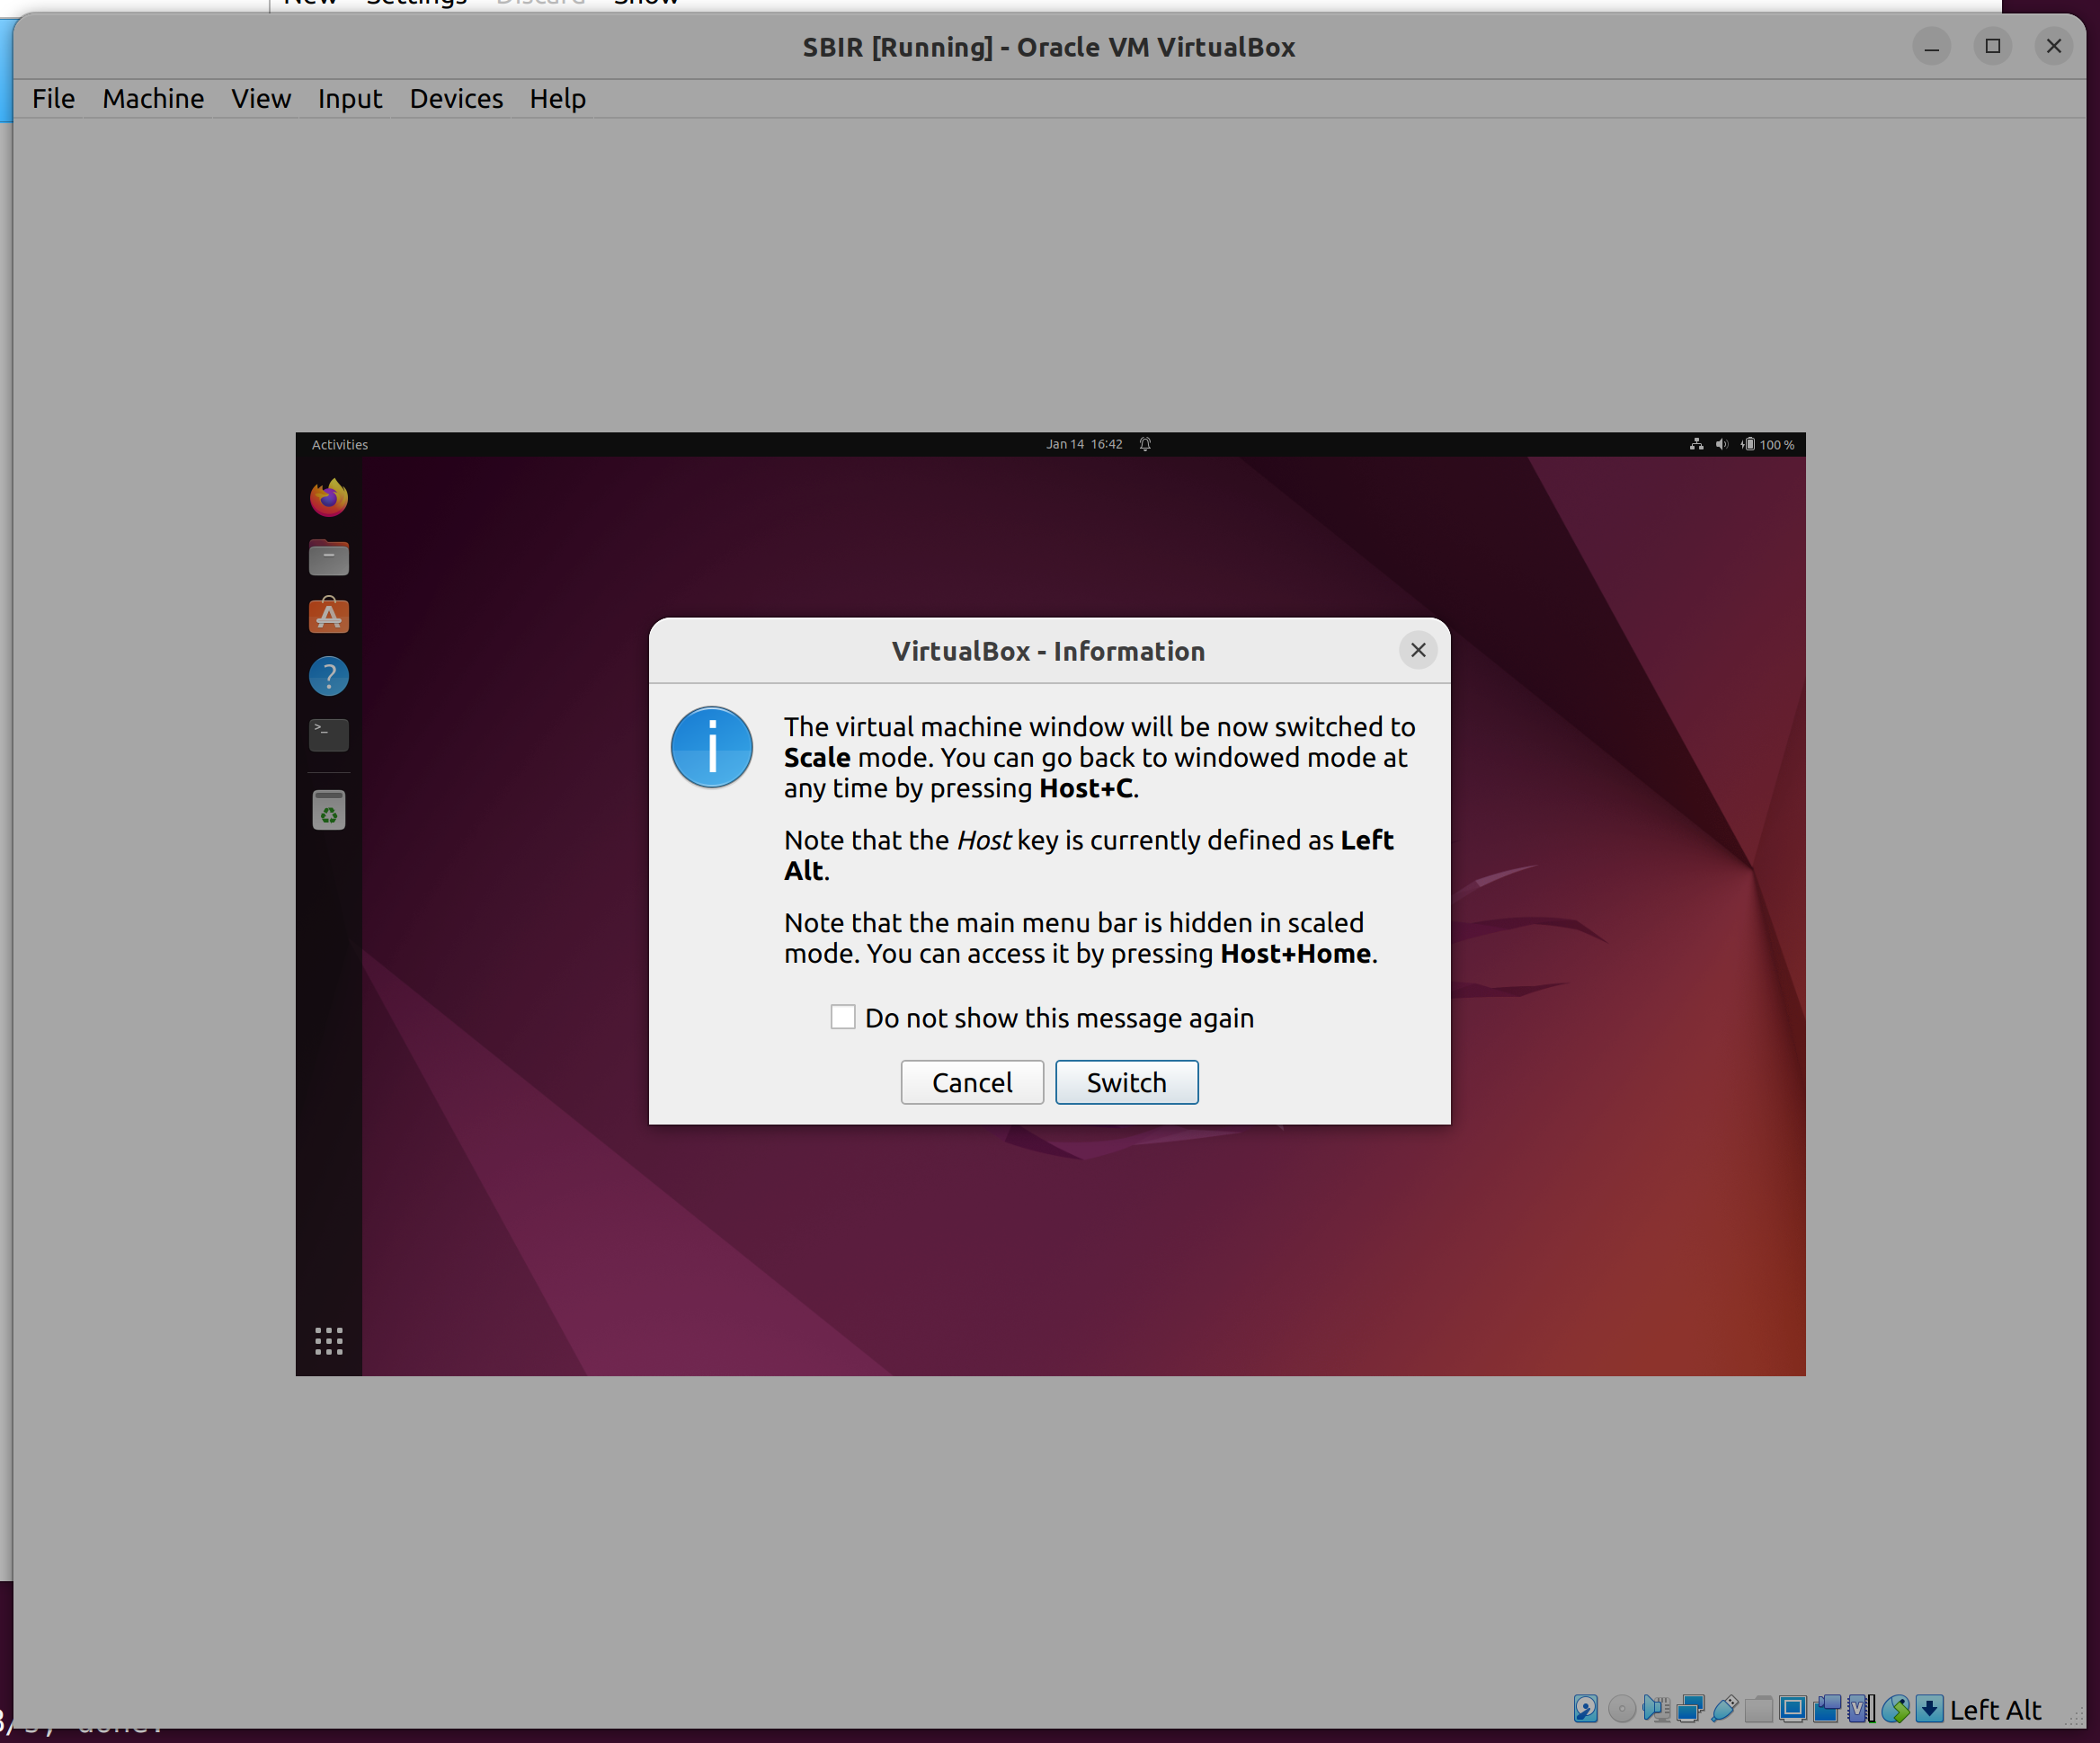 New Settings Discard Show
SBIR [Running] - Oracle VM VirtualBox
File Machine View Input Devices Help
Activities
Jan 14 16:42
100 %
VirtualBox - Information
The virtual machine window will be now switched to
Scale mode. You can go back to windowed mode at
any time by pressing Host+C.
Note that the Host key is currently defined as Left
Alt.
Note that the main menu bar is hidden in scaled
mode. You can access it by pressing Host+Home.
Do not show this message again
Cancel Switch
Left Alt
done.